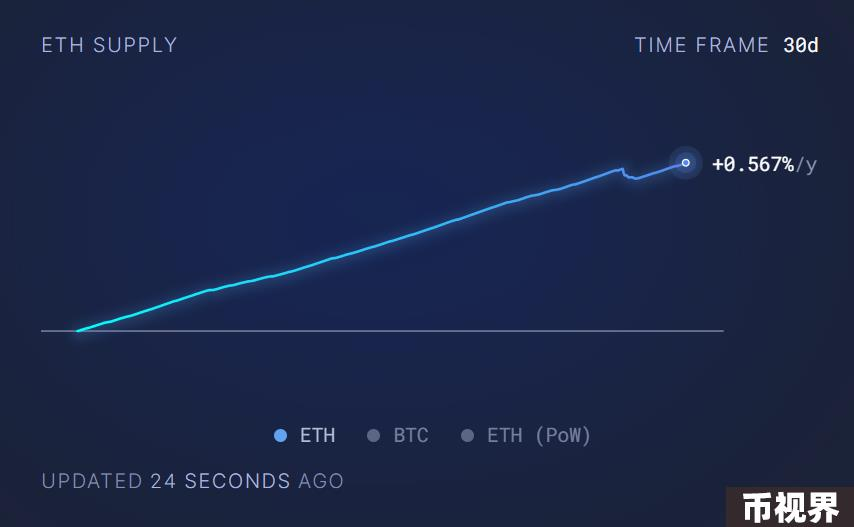 ETH SUPPLY
TIME FRAME 30d
+0.567%/y
ETH
BTC
ETH (PoW)
UPDATED 24 SECONDS AGO
币视界